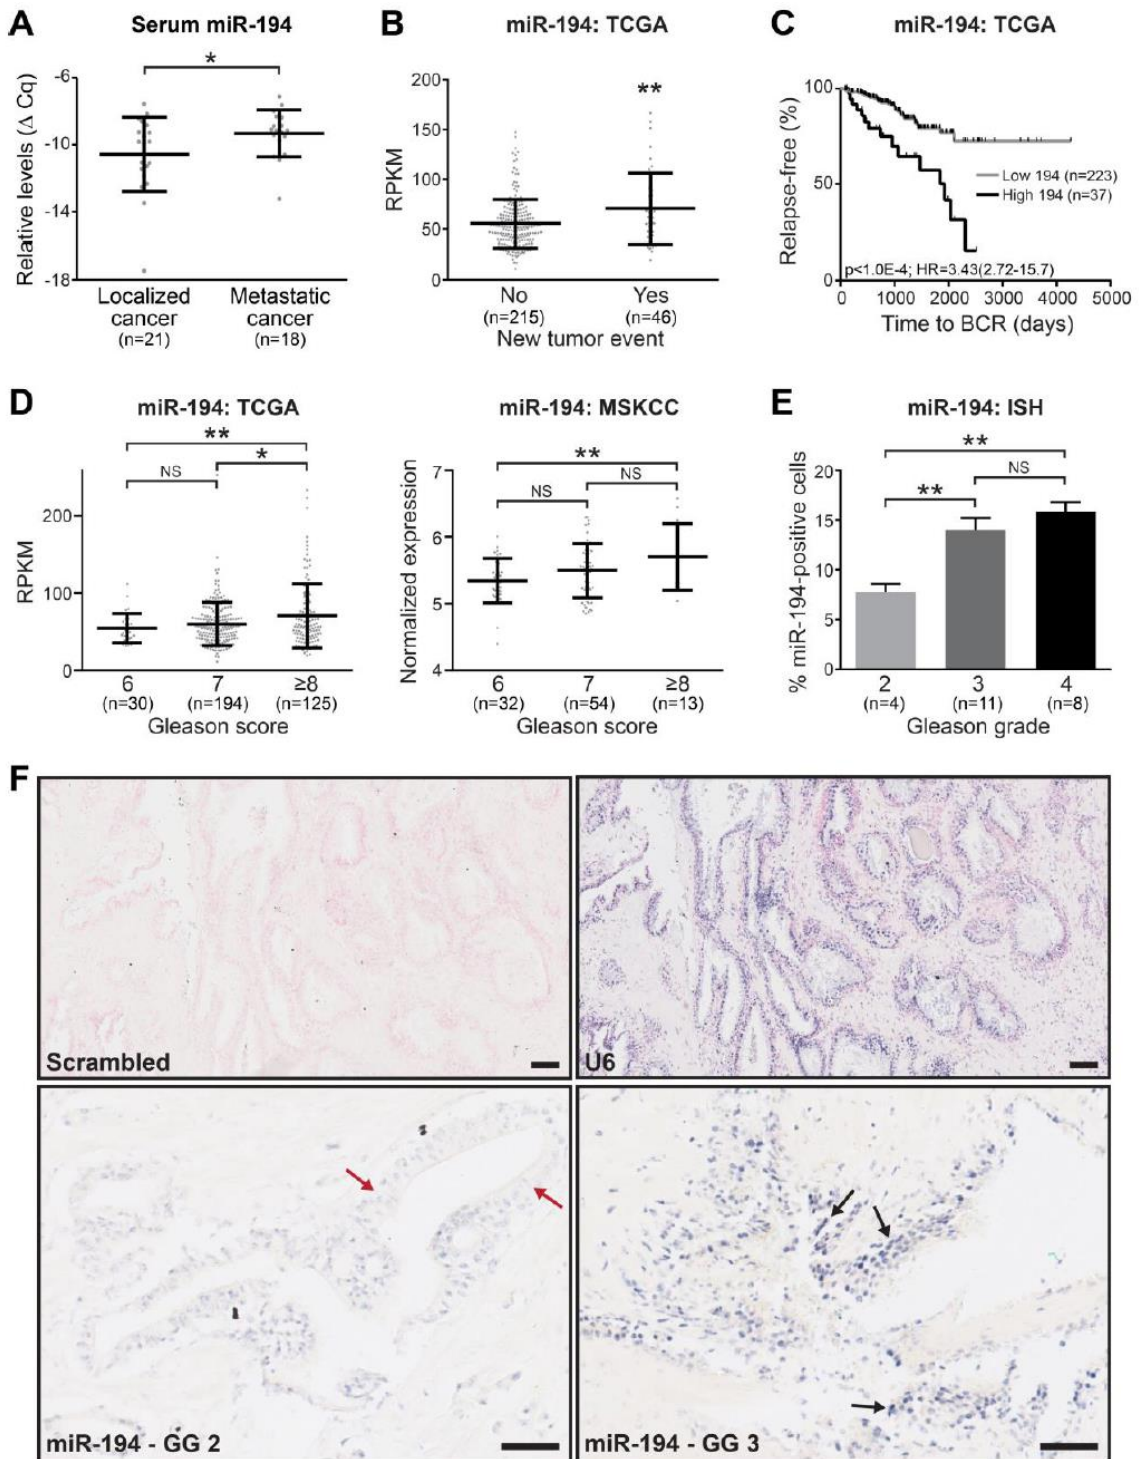 A
Serum miR-194
Relative levels (Δ Cq)
*
-6
-10
-14
-18
Localized cancer (n=21)
Metastatic cancer (n=18)
B
miR-194: TCGA
RPKM
**
200
150
100
50
0
No (n=215)
Yes (n=46)
New tumor event
C
miR-194: TCGA
Relapse-free (%)
100
50
0
Low 194 (n=223)
High 194 (n=37)
p<1.0E-4; HR=3.43(2.72-15.7)
0 1000 2000 3000 4000 5000
Time to BCR (days)
D
miR-194: TCGA
RPKM
**
NS
*
200
100
0
6 7 ≥8
(n=30) (n=194) (n=125)
Gleason score
miR-194: MSKCC
Normalized expression
**
NS
NS
7
6
5
4
6 7 ≥8
(n=32) (n=54) (n=13)
Gleason score
E
miR-194: ISH
% miR-194-positive cells
**
NS
**
20
15
10
5
0
2 3 4
(n=4) (n=11) (n=8)
Gleason grade
F
Scrambled
U6
miR-194 - GG 2
miR-194 - GG 3